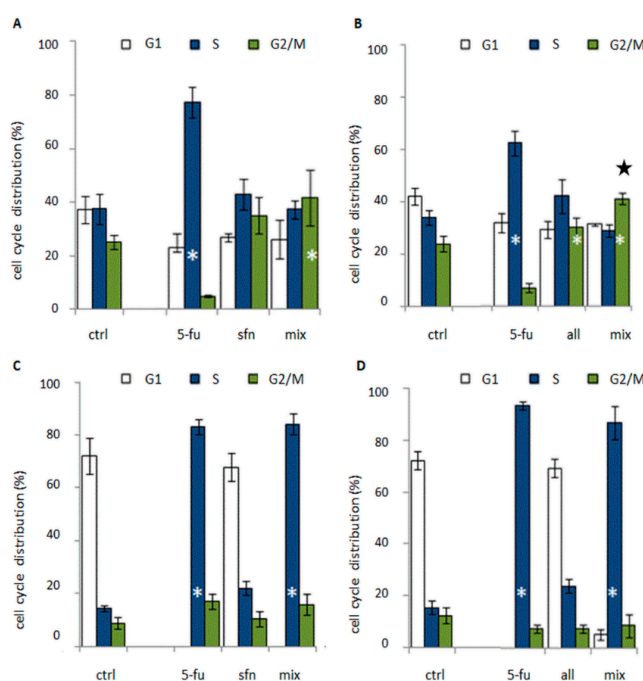 A
G1 S G2/M
cell cycle distribution (%)
100
80
60
40
20
0
* *
ctrl 5-fu sfn mix
B
G1 S G2/M
cell cycle distribution (%)
100
80
60
40
20
0
★
* * *
ctrl 5-fu all mix
C
G1 S G2/M
cell cycle distribution (%)
100
80
60
40
20
0
* *
ctrl 5-fu sfn mix
D
G1 S G2/M
cell cycle distribution (%)
100
80
60
40
20
0
* *
ctrl 5-fu all mix